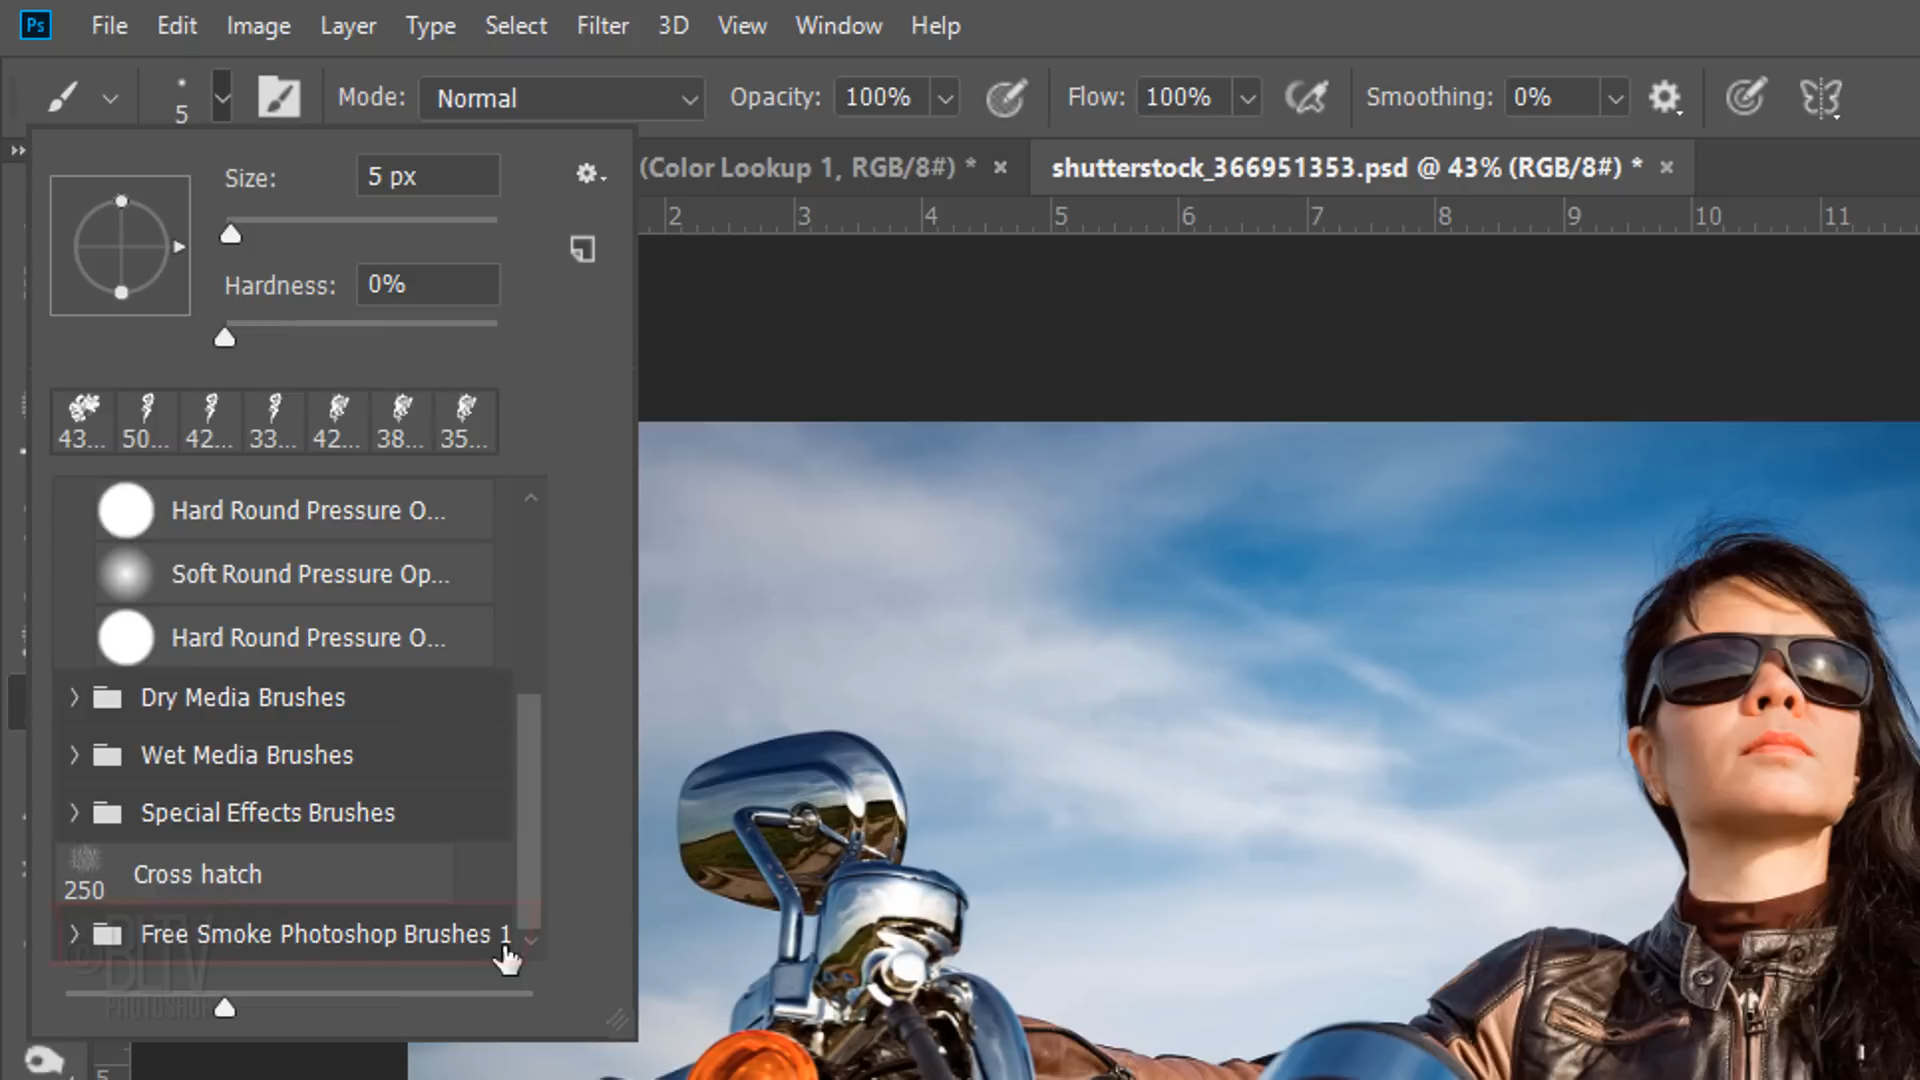 Ps File Edit Image Layer Type Select Filter 3D View Window Help
5 Mode: Normal Opacity: 100% Flow: 100% Smoothing: 0%
(Color Lookup 1, RGB/8#) * × shutterstock_366951353.psd @ 43% (RGB/8#) * ×
2 3 4 5 6 7 8 9 10 11
Size: 5 px
Hardness: 0%
43... 50... 42... 33... 42... 38... 35...
Hard Round Pressure O...
Soft Round Pressure Op...
Hard Round Pressure O...
Dry Media Brushes
Wet Media Brushes
Special Effects Brushes
Cross hatch
250
Free Smoke Photoshop Brushes 1
© BLTV
PHOTOSHOP
5